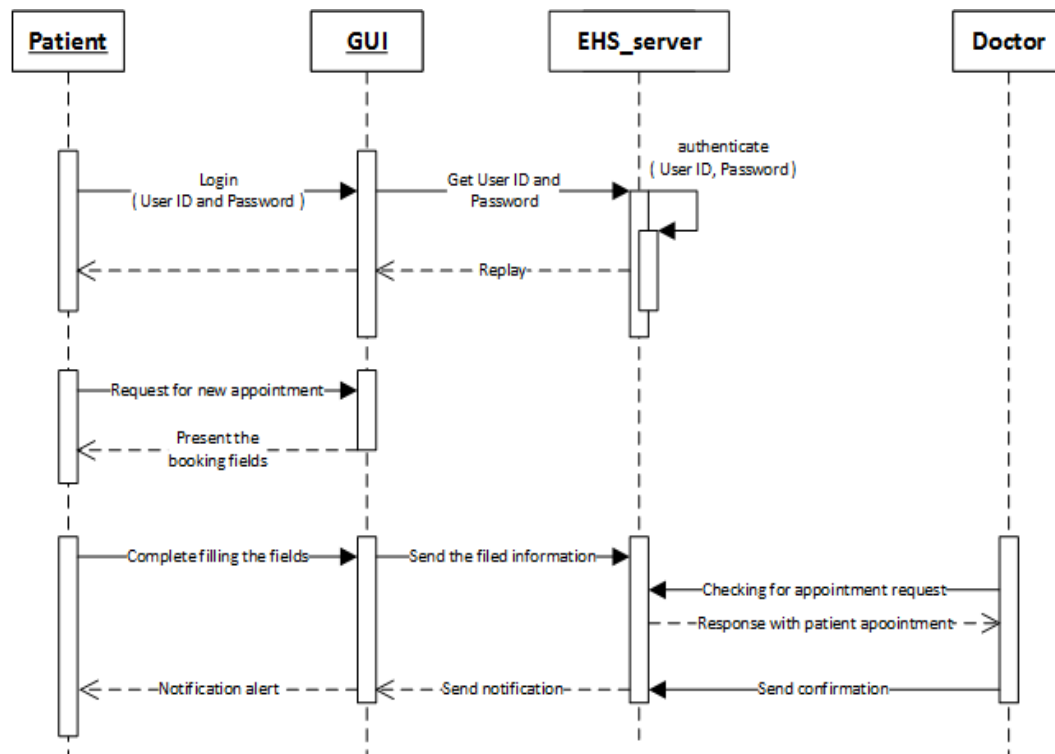 Patient
GUI
EHS_server
Doctor
authenticate
( User ID, Password)
Login
( User ID and Password )
Get User ID and
Password
Replay
Request for new appointment
Present the
booking fields
Complete filling the fields
Send the filed information
Checking for appointment request
Response with patient apointment
Notification alert
Send notification
Send confirmation